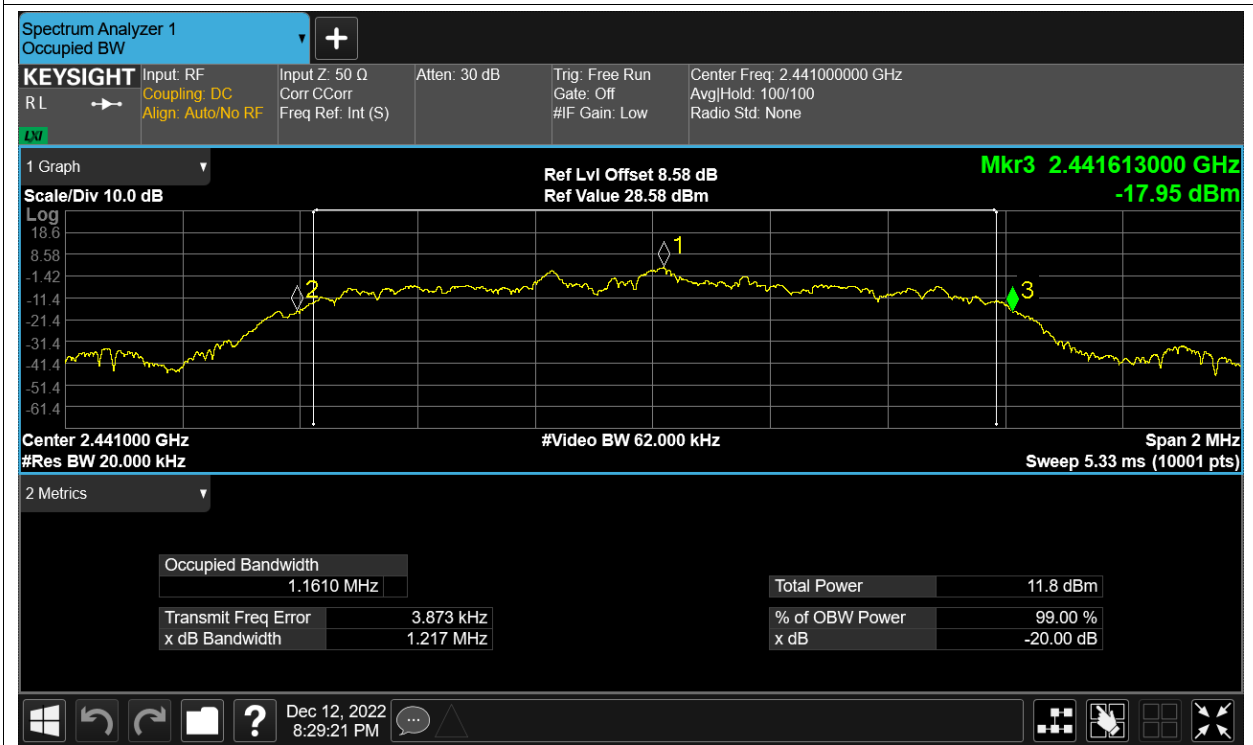 Spectrum Analyzer 1
Occupied BW
KEYSIGHT
R L
LXI
Input: RF
Coupling: DC
Align: Auto/No RF
Input Z: 50 Ω
Corr CCorr
Freq Ref: Int (S)
Atten: 30 dB
Trig: Free Run
Gate: Off
#IF Gain: Low
Center Freq: 2.441000000 GHz
Avg|Hold: 100/100
Radio Std: None
1 Graph
Scale/Div 10.0 dB
Ref Lvl Offset 8.58 dB
Ref Value 28.58 dBm
Mkr3 2.441613000 GHz
-17.95 dBm
Log
18.6
8.58
-1.42
-11.4
-21.4
-31.4
-41.4
-51.4
-61.4
1
2
3
Center 2.441000 GHz
#Res BW 20.000 kHz
#Video BW 62.000 kHz
Span 2 MHz
Sweep 5.33 ms (10001 pts)
2 Metrics
Occupied Bandwidth
1.1610 MHz
Transmit Freq Error 3.873 kHz
x dB Bandwidth 1.217 MHz
Total Power 11.8 dBm
% of OBW Power 99.00 %
x dB -20.00 dB
?
Dec 12, 2022
8:29:21 PM